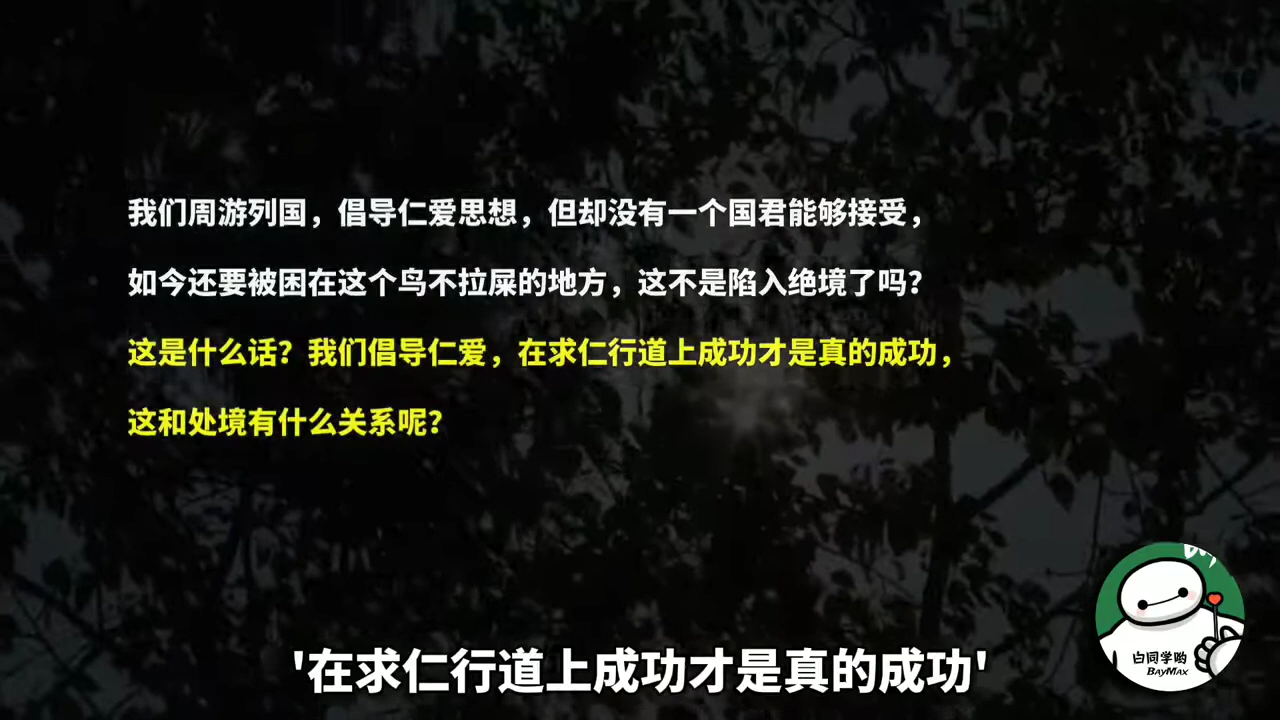 我们周游列国，倡导仁爱思想，但却没有一个国君能够接受，
如今还要被困在这个鸟不拉屎的地方，这不是陷入绝境了吗？
这是什么话？我们倡导仁爱，在求仁行道上成功才是真的成功，
这和处境有什么关系呢？
白同学哟
BAYMAX
'在求仁行道上成功才是真的成功'